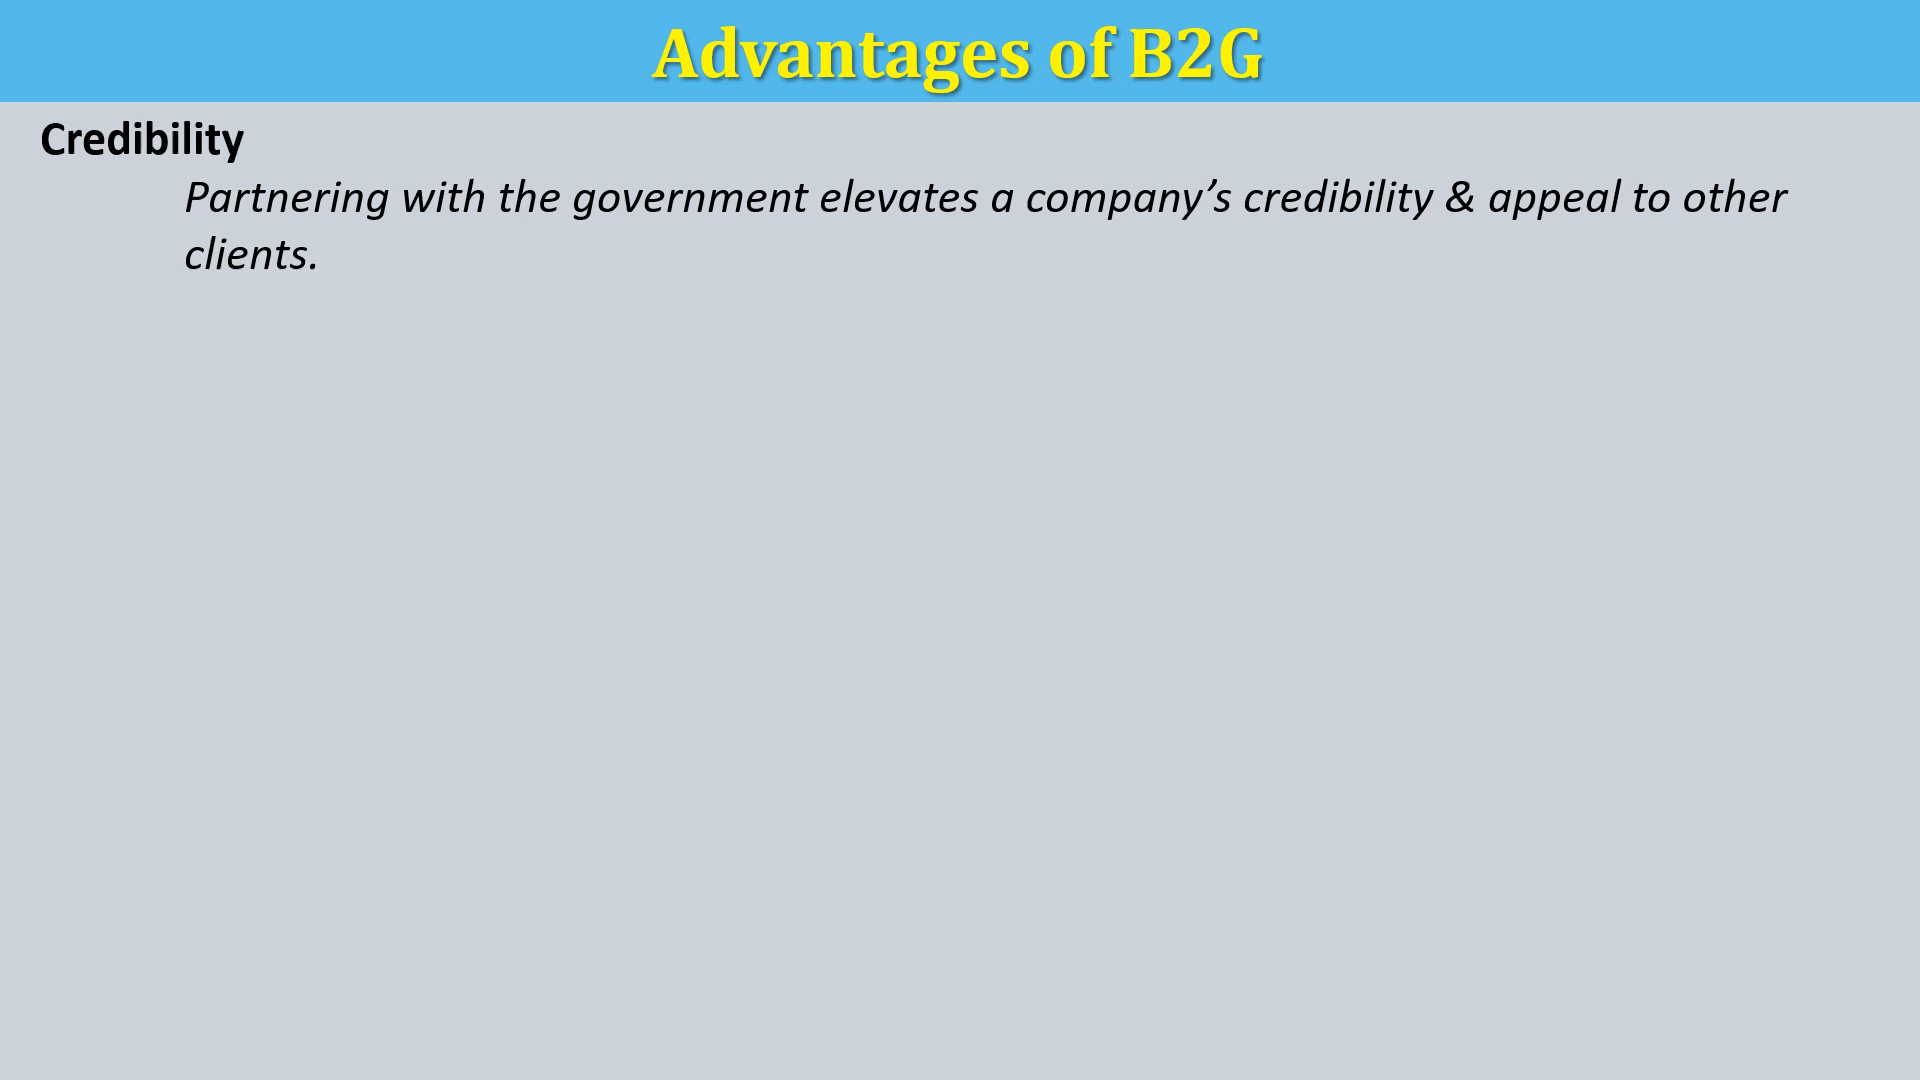 Advantages of B2G
Credibility
Partnering with the government elevates a company’s credibility & appeal to other
clients.